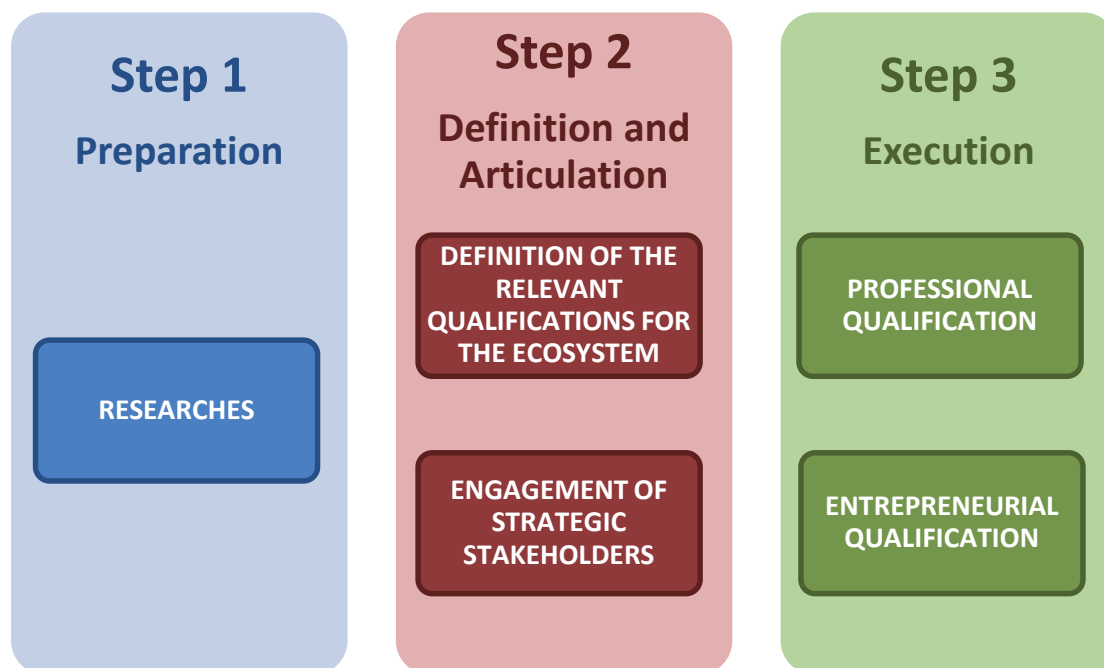 Step 1
Preparation
RESEARCHES
Step 2
Definition and
Articulation
DEFINITION OF THE
RELEVANT
QUALIFICATIONS FOR
THE ECOSYSTEM
ENGAGEMENT OF
STRATEGIC
STAKEHOLDERS
Step 3
Execution
PROFESSIONAL
QUALIFICATION
ENTREPRENEURIAL
QUALIFICATION